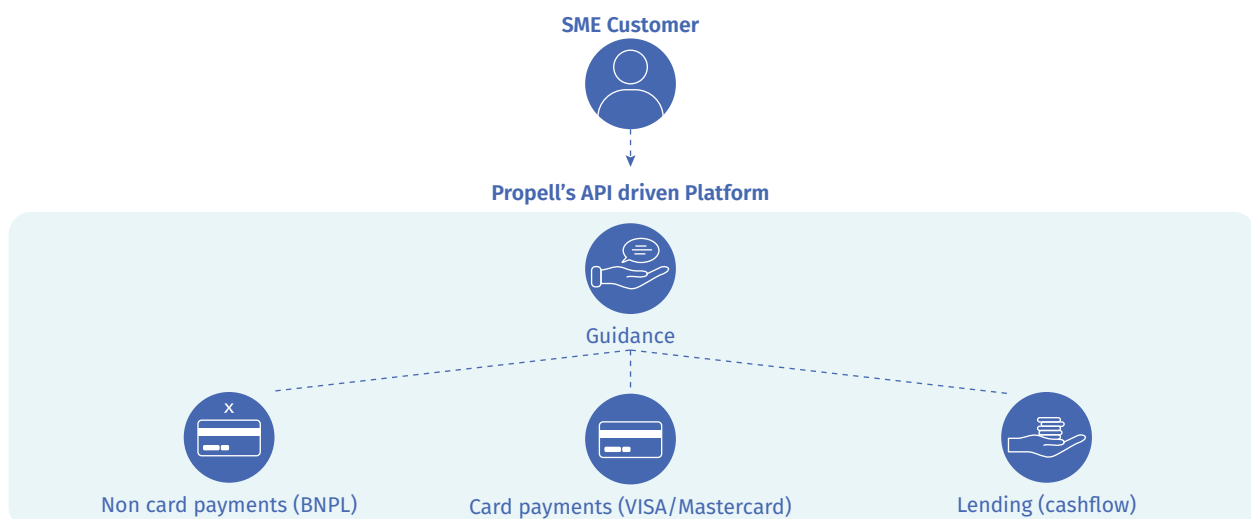 SME Customer
Propell’s API driven Platform
Guidance
x
Non card payments (BNPL)
Card payments (VISA/Mastercard)
Lending (cashflow)